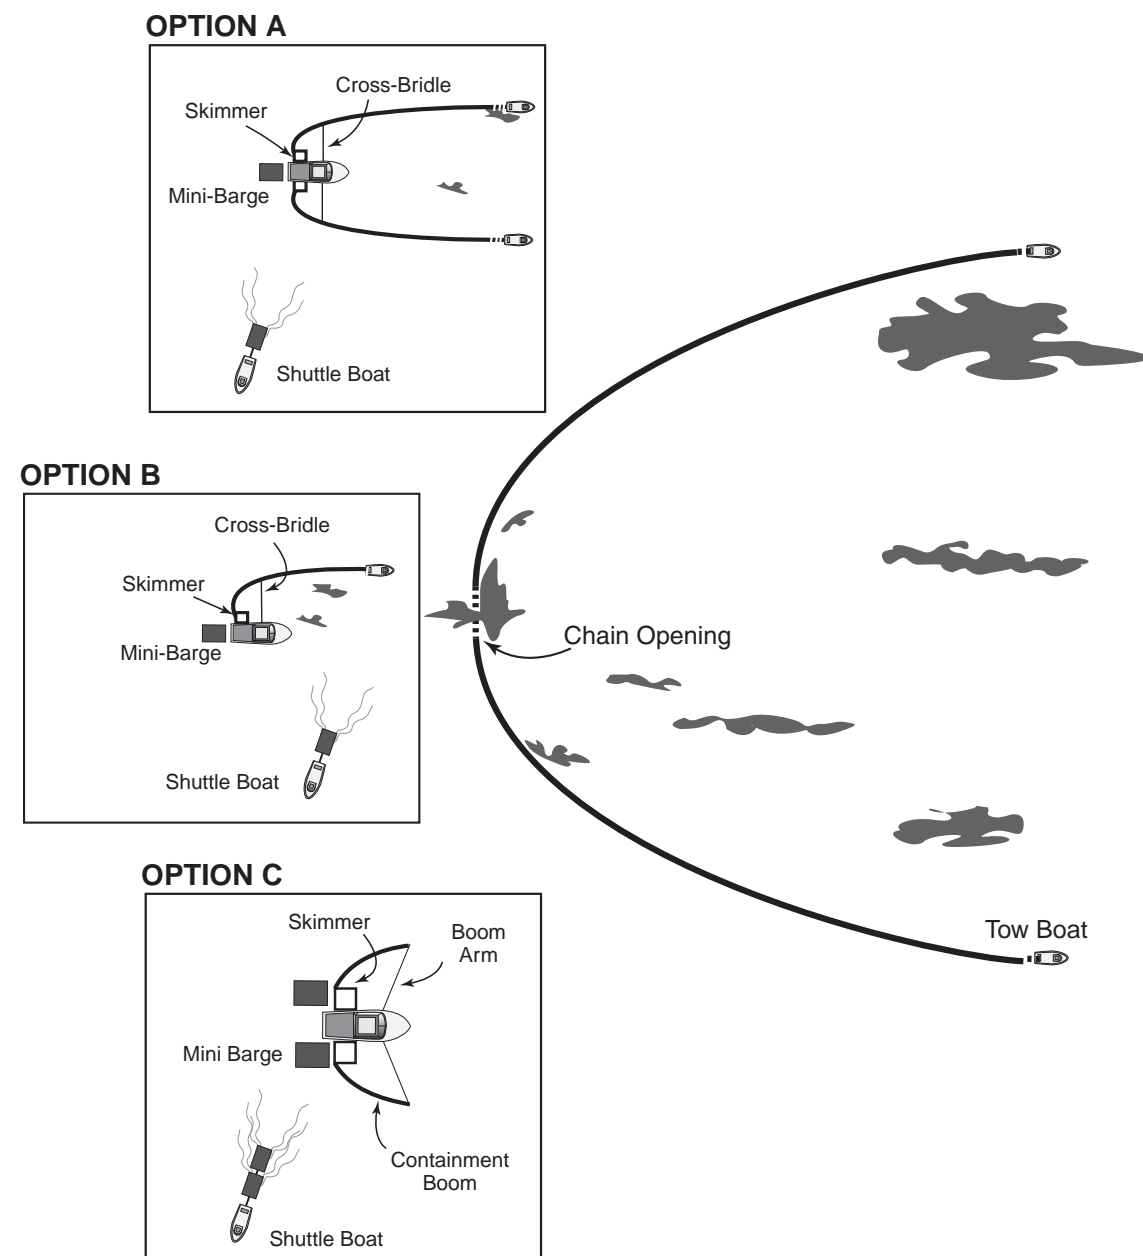 OPTION A
Cross-Bridle
Skimmer
Mini-Barge
Shuttle Boat
OPTION B
Cross-Bridle
Skimmer
Mini-Barge
Shuttle Boat
Chain Opening
OPTION C
Skimmer
Boom
Arm
Mini Barge
Containment
Boom
Shuttle Boat
Tow Boat